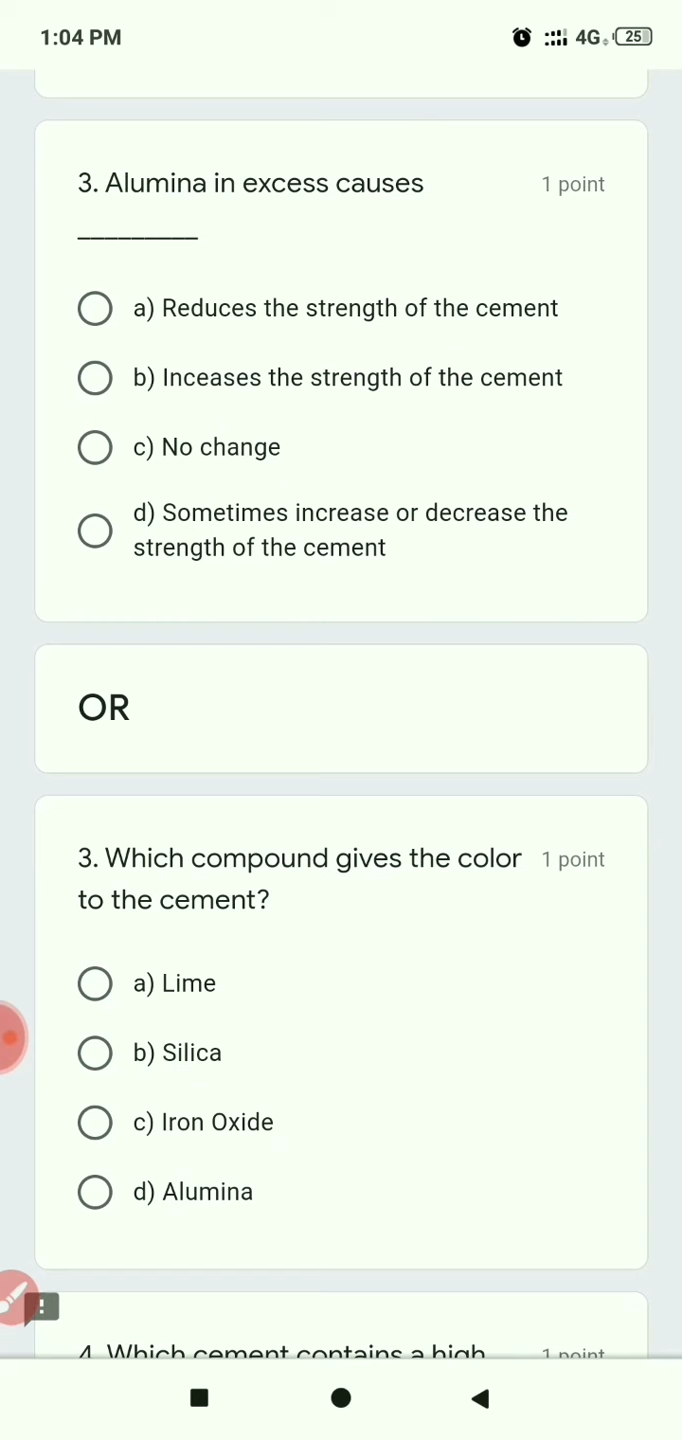 1:04 PM
4G 25
3. Alumina in excess causes 1 point
_________
a) Reduces the strength of the cement
b) Inceases the strength of the cement
c) No change
d) Sometimes increase or decrease the
strength of the cement
OR
3. Which compound gives the color 1 point
to the cement?
a) Lime
b) Silica
c) Iron Oxide
d) Alumina
!
4. Which cement contains a high 1 point